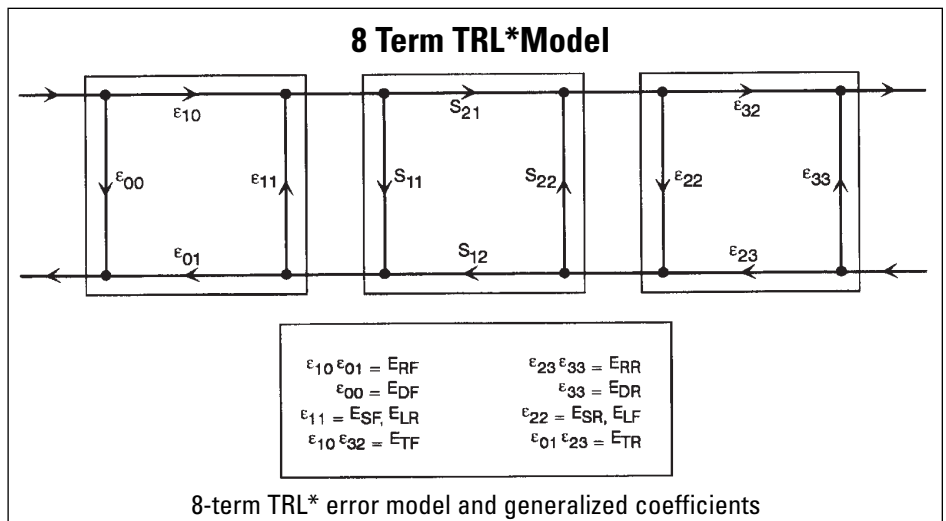 8 Term TRL*Model
ε10
S21
ε32
ε00
ε11
S11
S22
ε22
ε33
ε01
S12
ε23
ε10 ε01 = ERF
ε23 ε33 = ERR
ε00 = EDF
ε33 = EDR
ε11 = ESF, ELR
ε22 = ESR, ELF
ε10 ε32 = ETF
ε01 ε23 = ETR
8-term TRL* error model and generalized coefficients